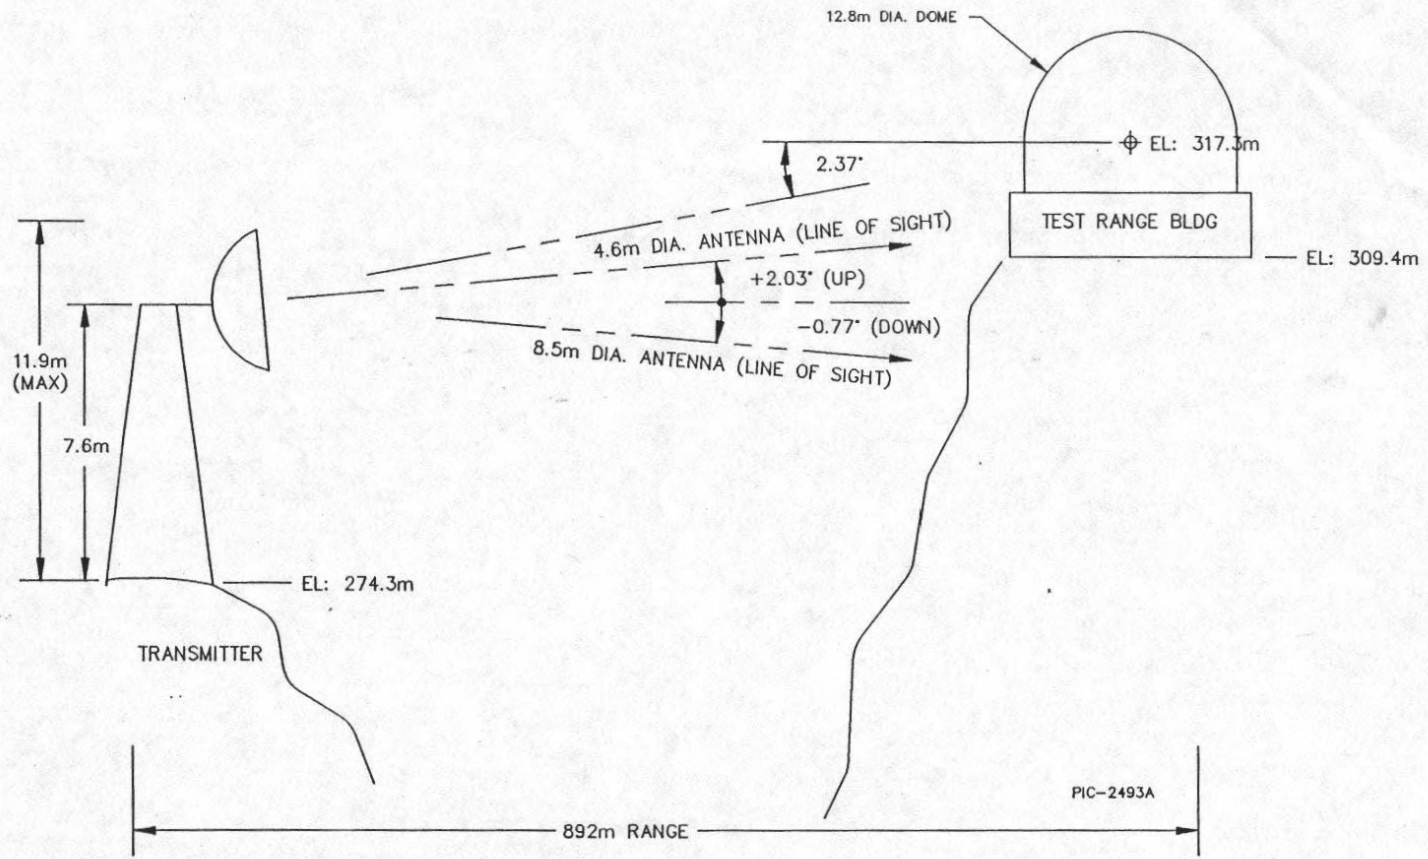 12.8m DIA. DOME
EL: 317.3m
2.37°
TEST RANGE BLDG
4.6m DIA. ANTENNA (LINE OF SIGHT)
EL: 309.4m
+2.03° (UP)
-0.77° (DOWN)
8.5m DIA. ANTENNA (LINE OF SIGHT)
11.9m
(MAX)
7.6m
EL: 274.3m
TRANSMITTER
PIC-2493A
892m RANGE